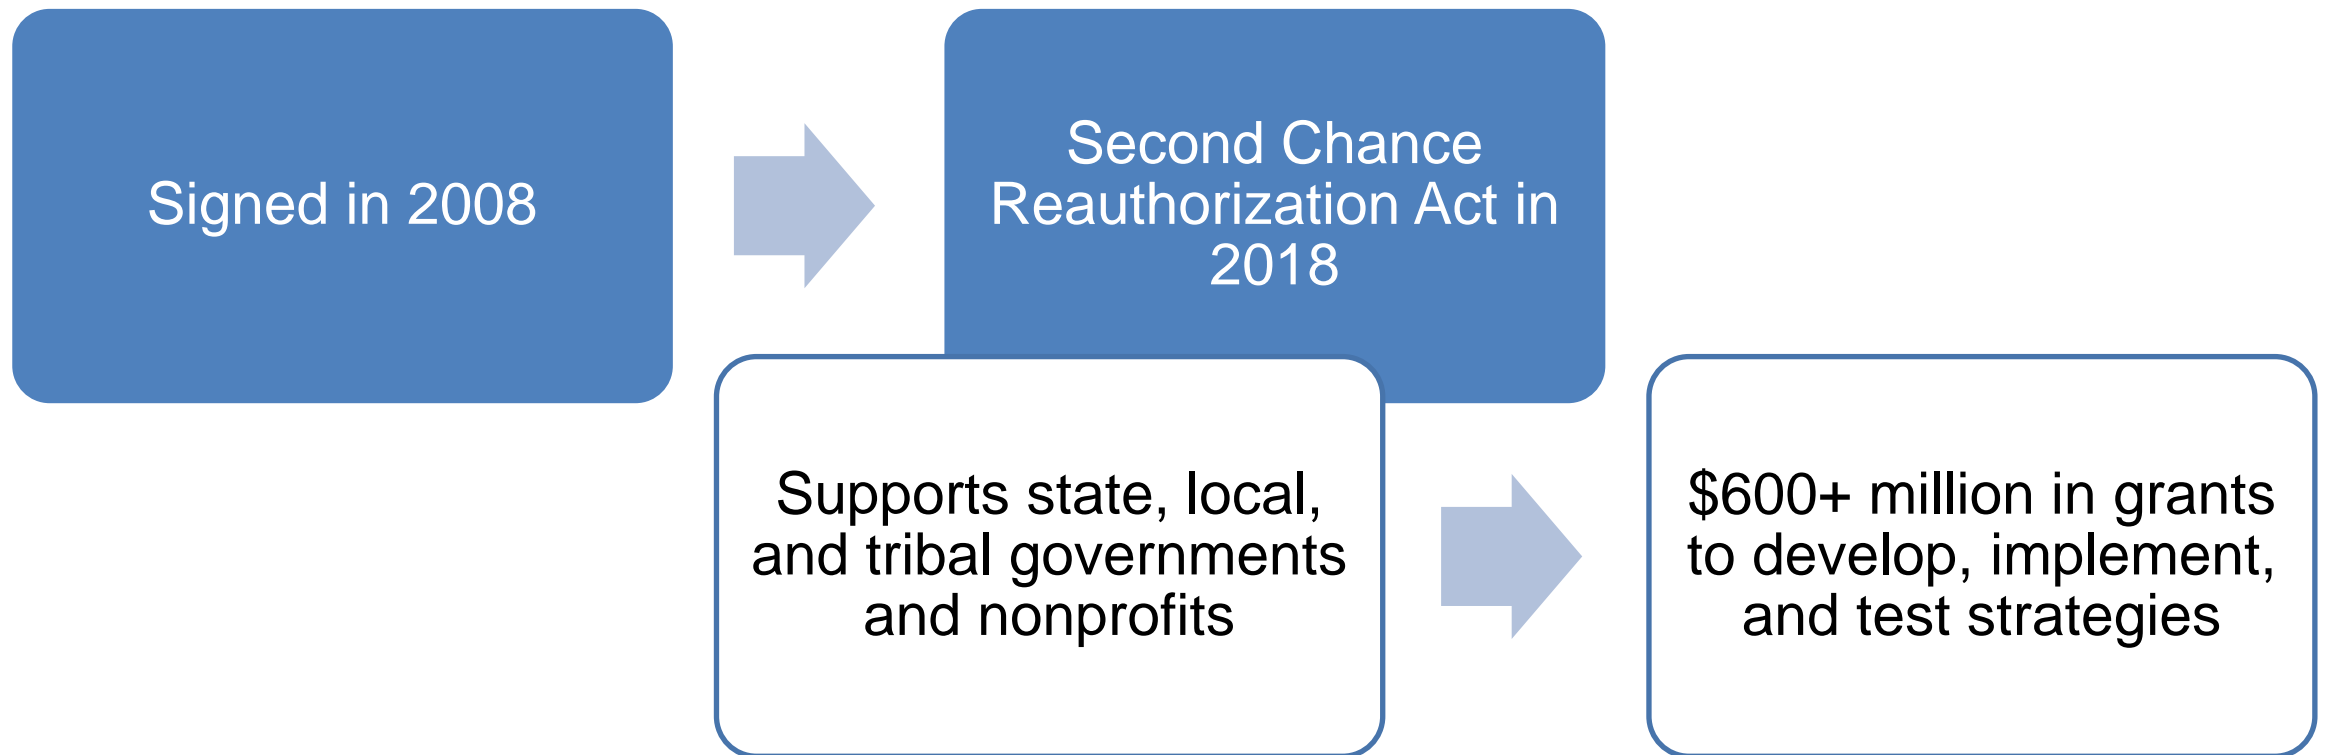 Signed in 2008
Second Chance
Reauthorization Act in
2018
Supports state, local,
and tribal governments
and nonprofits
$600+ million in grants
to develop, implement,
and test strategies